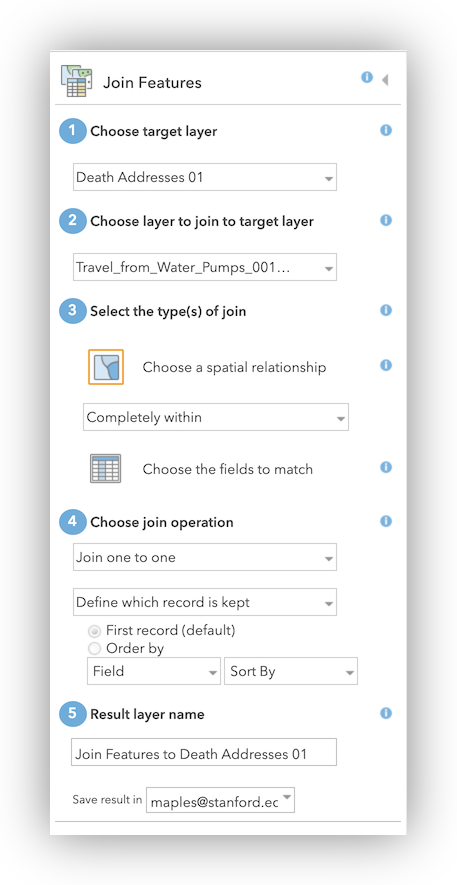 Join Features
1 Choose target layer
Death Addresses 01
2 Choose layer to join to target layer
Travel_from_Water_Pumps_001...
3 Select the type(s) of join
Choose a spatial relationship
Completely within
Choose the fields to match
4 Choose join operation
Join one to one
Define which record is kept
First record (default)
Order by
Field Sort By
5 Result layer name
Join Features to Death Addresses 01
Save result in maples@stanford.ec